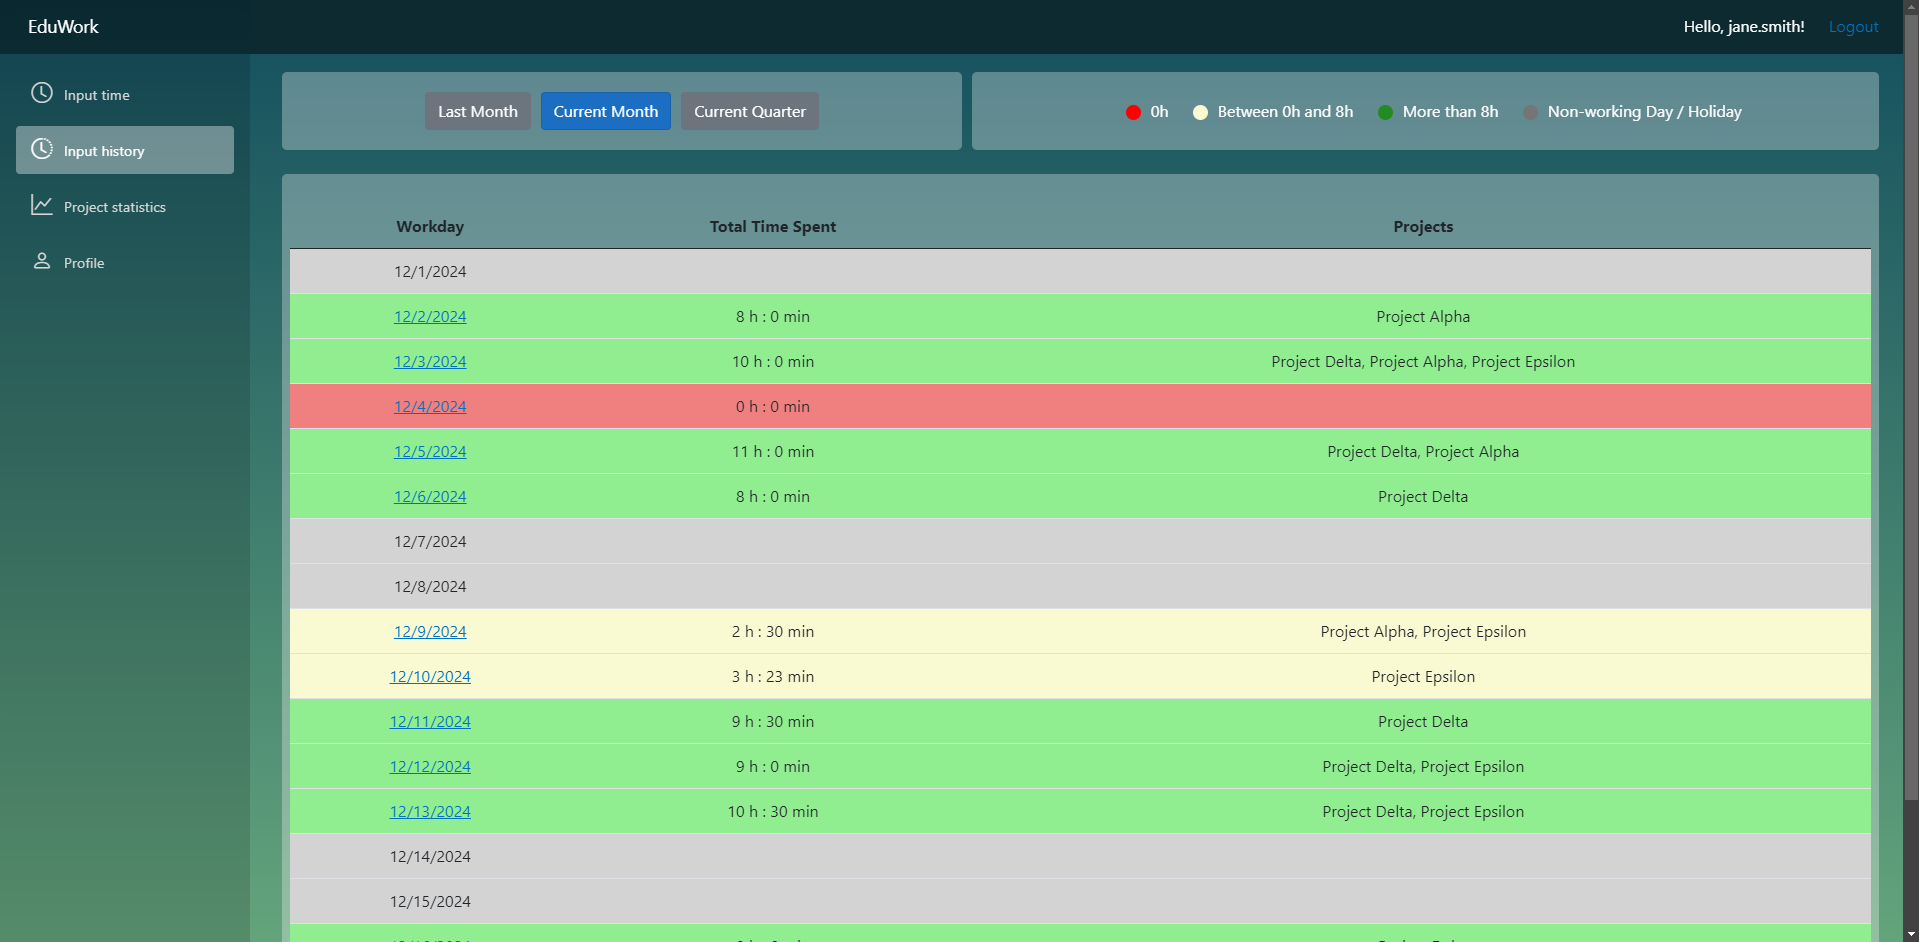 EduWork
Hello, jane.smith! Logout
Input time
Input history
Project statistics
Profile
Last Month Current Month Current Quarter
0h Between 0h and 8h More than 8h Non-working Day / Holiday
Workday Total Time Spent Projects
12/1/2024
12/2/2024 8 h : 0 min Project Alpha
12/3/2024 10 h : 0 min Project Delta, Project Alpha, Project Epsilon
12/4/2024 0 h : 0 min
12/5/2024 11 h : 0 min Project Delta, Project Alpha
12/6/2024 8 h : 0 min Project Delta
12/7/2024
12/8/2024
12/9/2024 2 h : 30 min Project Alpha, Project Epsilon
12/10/2024 3 h : 23 min Project Epsilon
12/11/2024 9 h : 30 min Project Delta
12/12/2024 9 h : 0 min Project Delta, Project Epsilon
12/13/2024 10 h : 30 min Project Delta, Project Epsilon
12/14/2024
12/15/2024